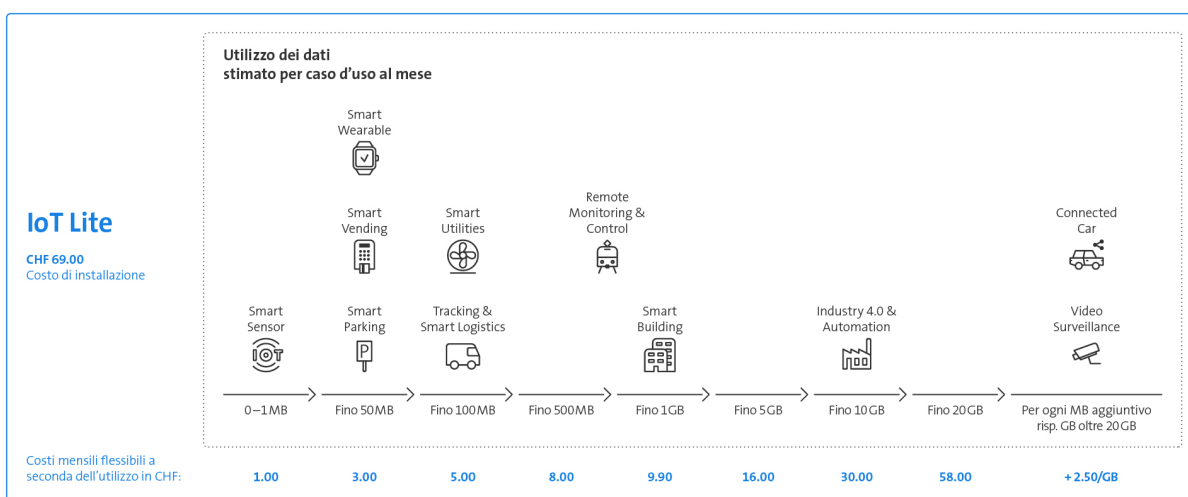 Utilizzo dei dati
stimato per caso d'uso al mese
Smart
Wearable
IoT Lite
CHF 69.00
Costo di installazione
Smart
Vending
Smart
Utilities
Remote
Monitoring &
Control
Connected
Car
Smart
Sensor
Smart
Parking
Tracking &
Smart Logistics
Smart
Building
Industry 4.0 &
Automation
Video
Surveillance
IOT
P
0–1 MB
Fino 50 MB
Fino 100 MB
Fino 500 MB
Fino 1 GB
Fino 5 GB
Fino 10 GB
Fino 20 GB
Per ogni MB aggiuntivo
risp. GB oltre 20 GB
Costi mensili flessibili a
seconda dell'utilizzo in CHF:
1.00
3.00
5.00
8.00
9.90
16.00
30.00
58.00
+ 2.50/GB